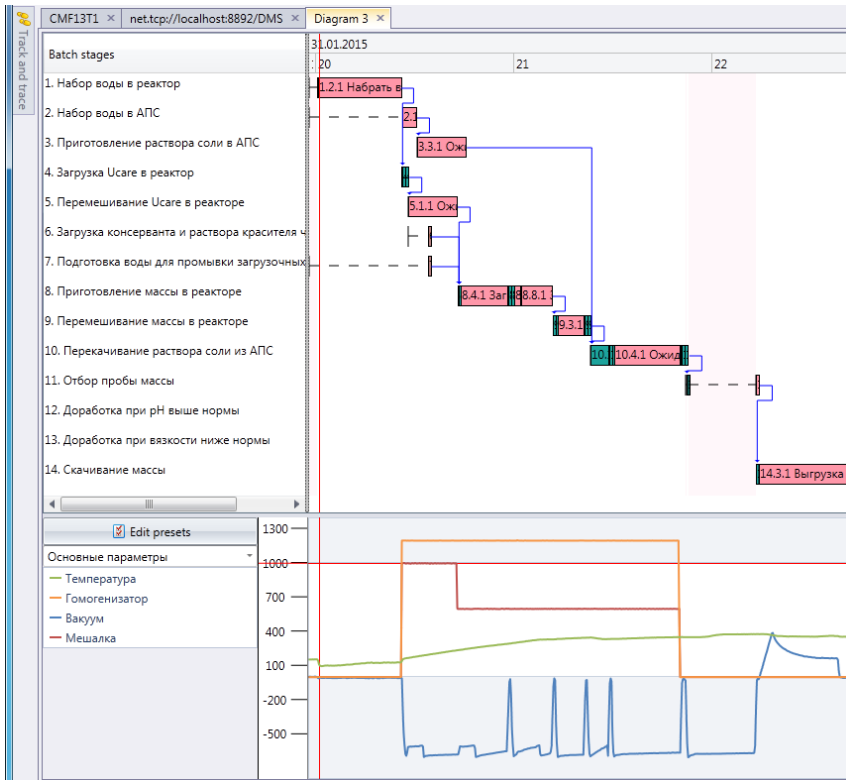 CMF13T1 × net.tcp://localhost:8892/DMS × Diagram 3 ×
Track and trace
Batch stages
31.01.2015
20 21 22
1. Набор воды в реактор
1.2.1 Набрать в
2. Набор воды в АПС
2.1
3. Приготовление раствора соли в АПС
3.3.1 Ожи
4. Загрузка Ucare в реактор
5. Перемешивание Ucare в реакторе
5.1.1 Ожи
6. Загрузка консерванта и раствора красителя ч
7. Подготовка воды для промывки загрузочных
8. Приготовление массы в реакторе
8.4.1 Заг 8.8.1
9. Перемешивание массы в реакторе
9.3.1
10. Перекачивание раствора соли из АПС
10. 10.4.1 Ожид
11. Отбор пробы массы
12. Доработка при pH выше нормы
13. Доработка при вязкости ниже нормы
14. Скачивание массы
14.3.1 Выгрузка
Edit presets
Основные параметры
Температура
Гомогенизатор
Вакуум
Мешалка
1300
1000
700
400
100
-200
-500